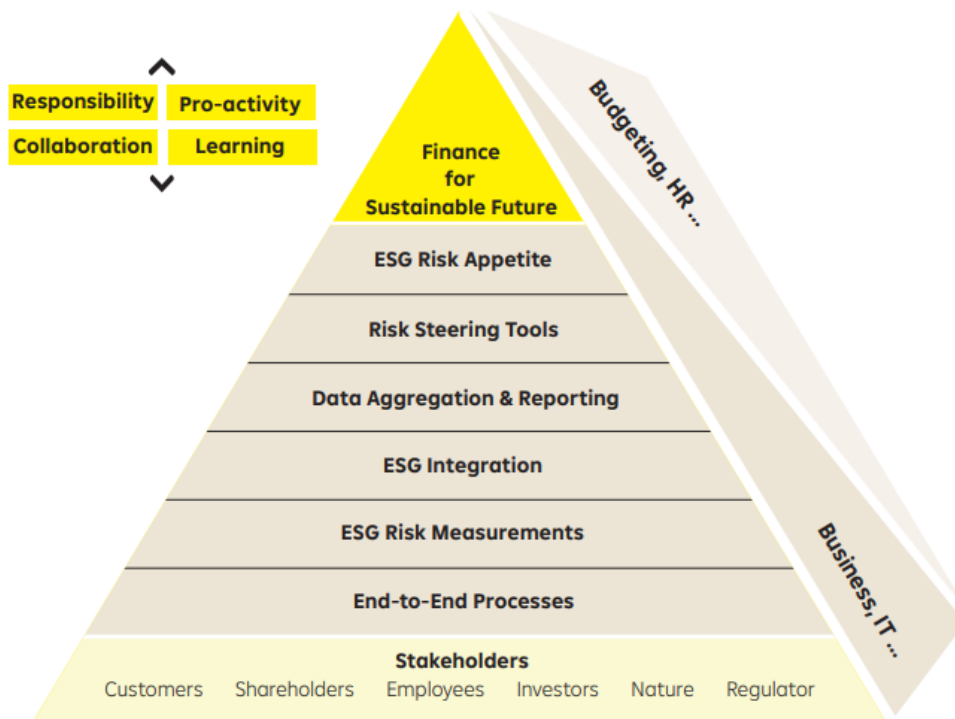 Responsibility Pro-activity
Collaboration Learning
Finance
for
Sustainable Future
ESG Risk Appetite
Risk Steering Tools
Data Aggregation & Reporting
ESG Integration
ESG Risk Measurements
End-to-End Processes
Stakeholders
Customers Shareholders Employees Investors Nature Regulator
Budgeting, HR ...
Business, IT ...